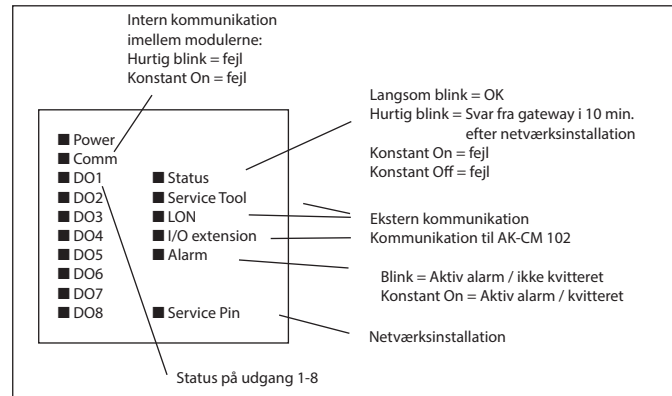 Intern kommunikation
imellem modulerne:
Hurtig blink = fejl
Konstant On = fejl
Langsom blink = OK
Hurtig blink = Svar fra gateway i 10 min.
efter netværksinstallation
Konstant On = fejl
Konstant Off = fejl
Power
Comm
DO1
DO2
DO3
DO4
DO5
DO6
DO7
DO8
Status
Service Tool
LON
I/O extension
Alarm
Service Pin
Ekstern kommunikation
Kommunikation til AK-CM 102
Blink = Aktiv alarm / ikke kvitteret
Konstant On = Aktiv alarm / kvitteret
Netværksinstallation
Status på udgang 1-8